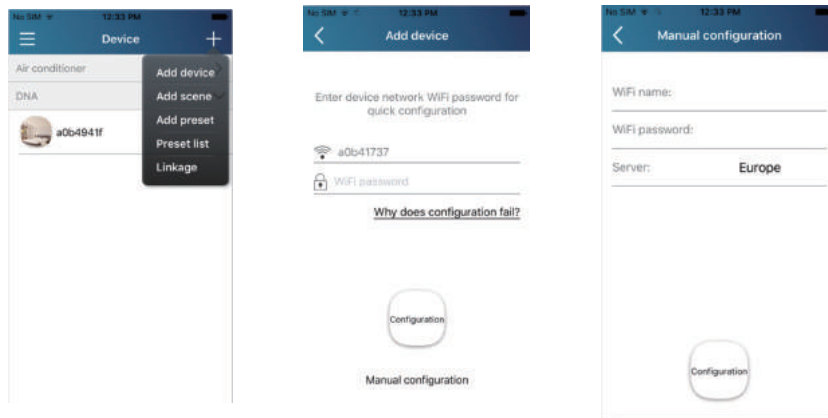 No SIM 12:33 PM
Device
Air conditioner
DNA
a0b4941f
Add device
Add scene
Add preset
Preset list
Linkage
No SIM 12:33 PM
Add device
Enter device network WiFi password for
quick configuration
a0b41737
WiFi password
Why does configuration fail?
Configuration
Manual configuration
No SIM 12:33 PM
Manual configuration
WiFi name:
WiFi password:
Server: Europe
Configuration